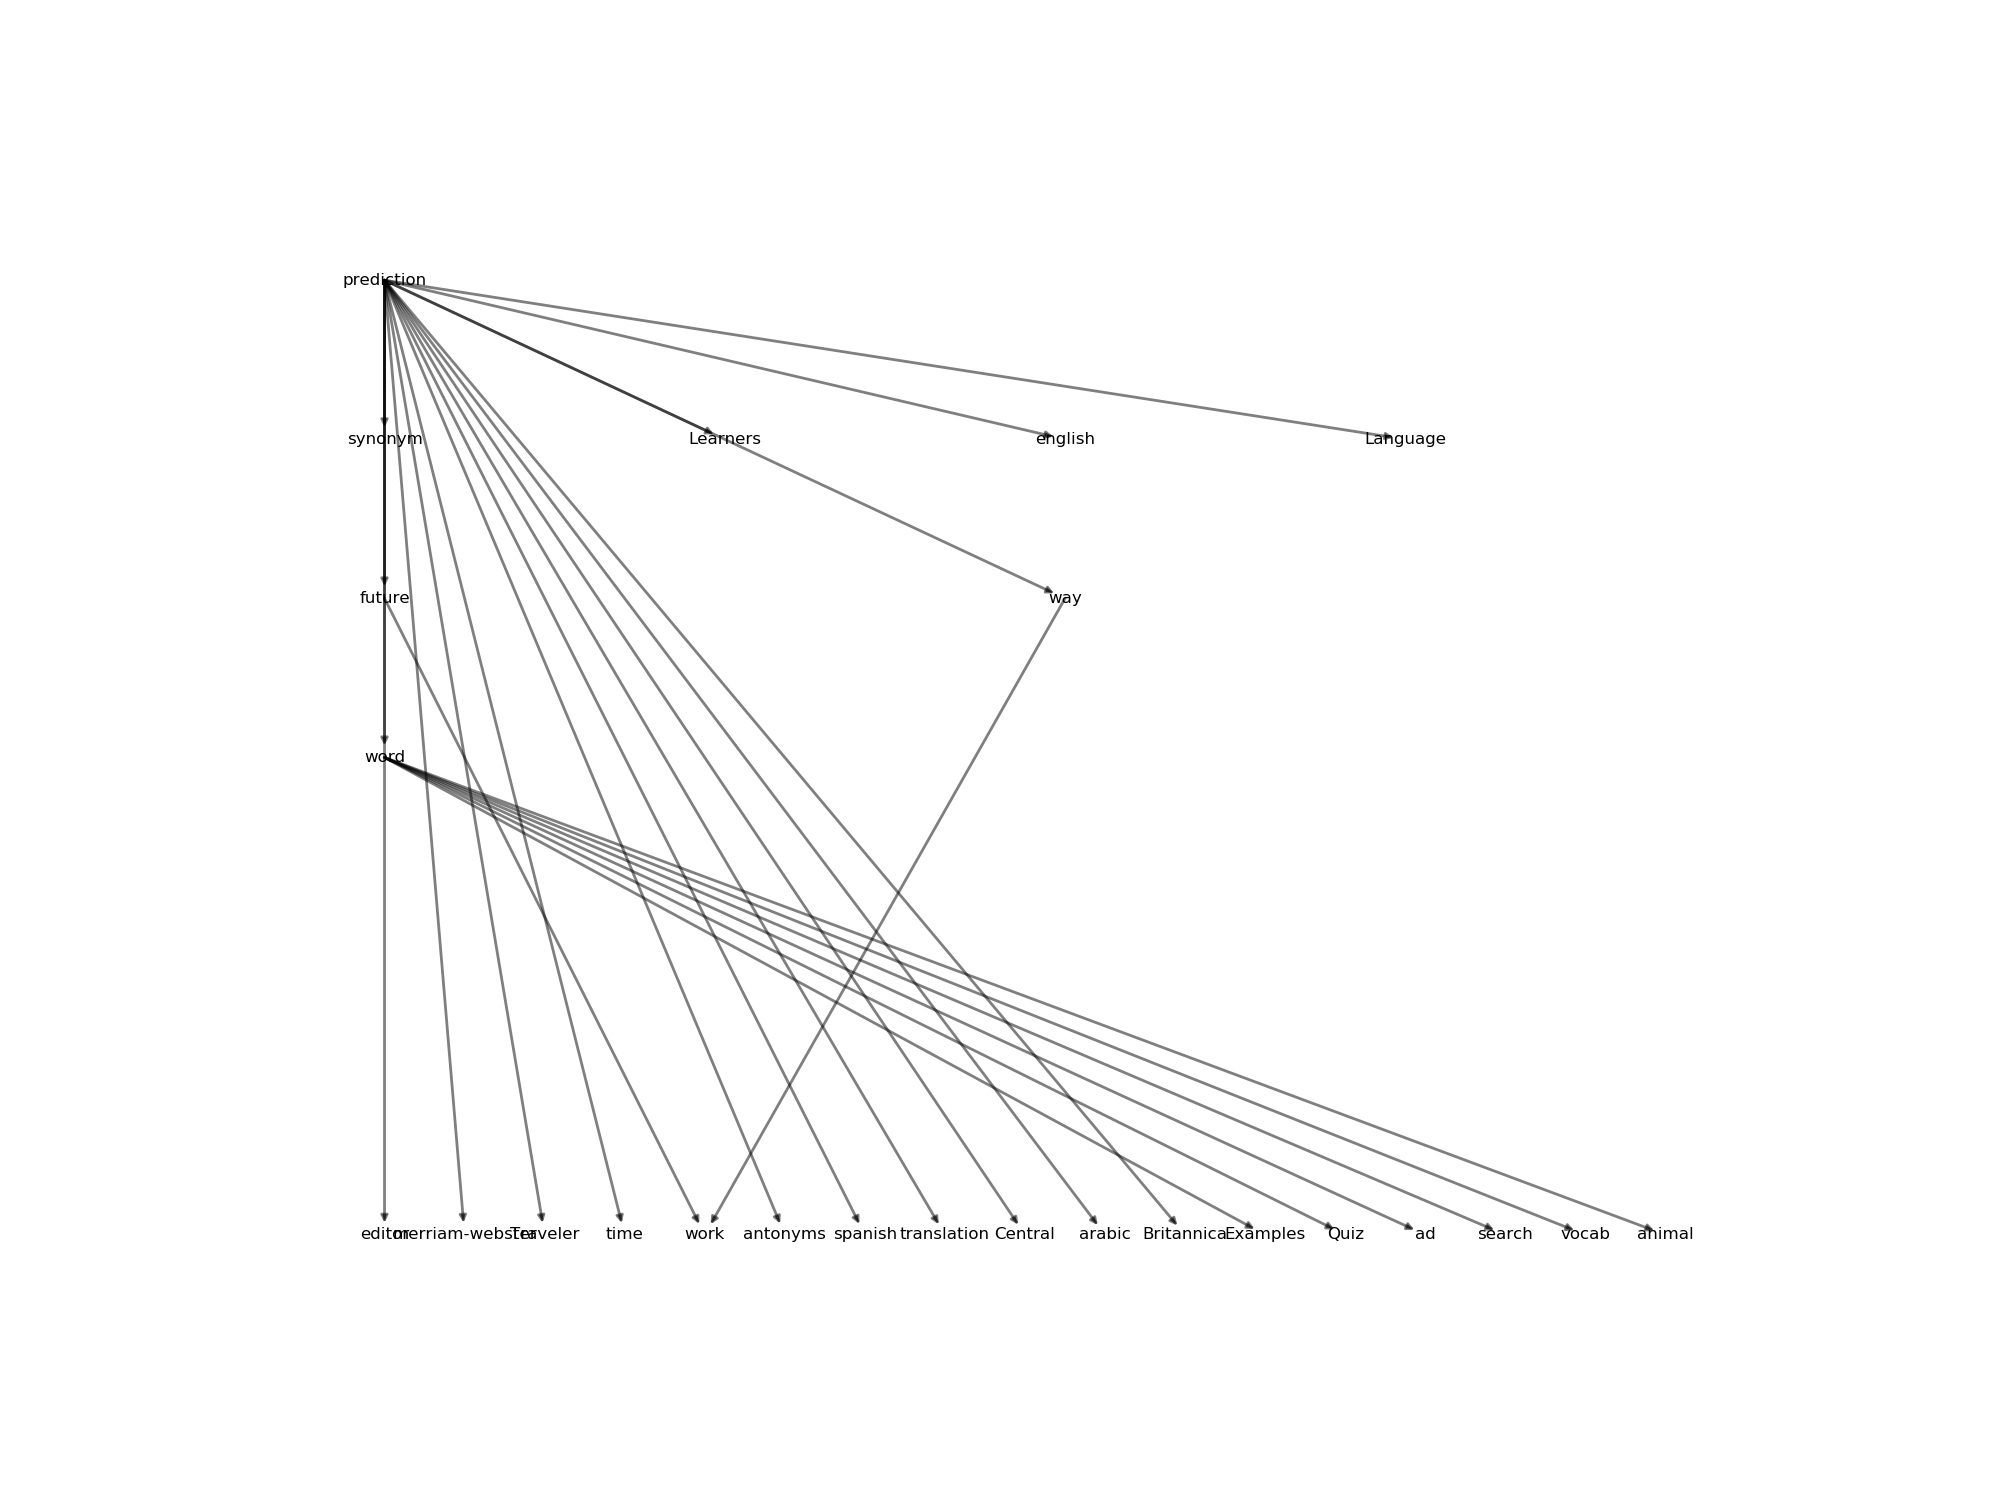 prediction
synonym Learners english Language
future way
word
editor merriam-webster Traveler time work antonyms spanish translation Central arabic Britannica Examples Quiz ad search vocab animal